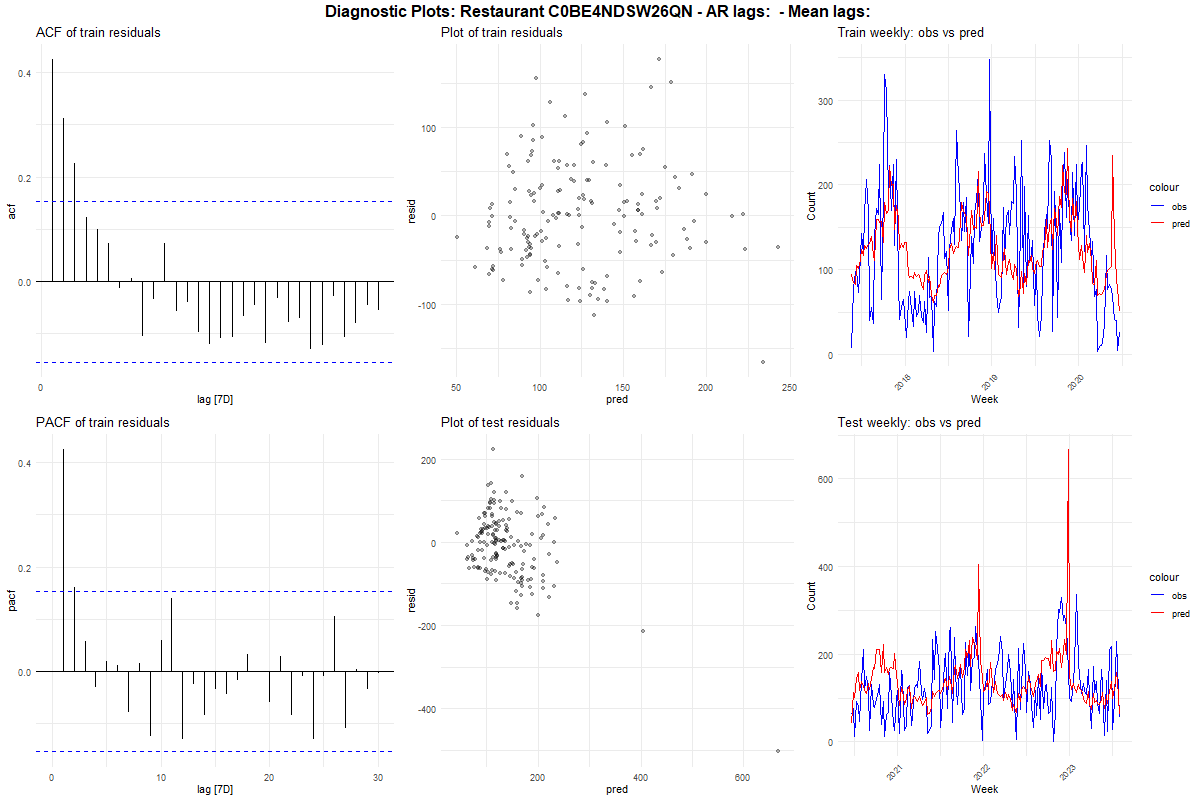 Diagnostic Plots: Restaurant C0BE4NDSW26QN - AR lags:  - Mean lags:
ACF of train residuals
acf
0.4
0.2
0.0
0
lag [7D]
Plot of train residuals
resid
100
0
-100
50
100
150
200
250
pred
Train weekly: obs vs pred
Count
300
200
100
0
2018
2019
2020
Week
colour
obs
pred
PACF of train residuals
pacf
0.4
0.2
0.0
0
10
20
30
lag [7D]
Plot of test residuals
resid
200
0
-200
-400
200
400
600
pred
Test weekly: obs vs pred
Count
600
400
200
0
2021
2022
2023
Week
colour
obs
pred